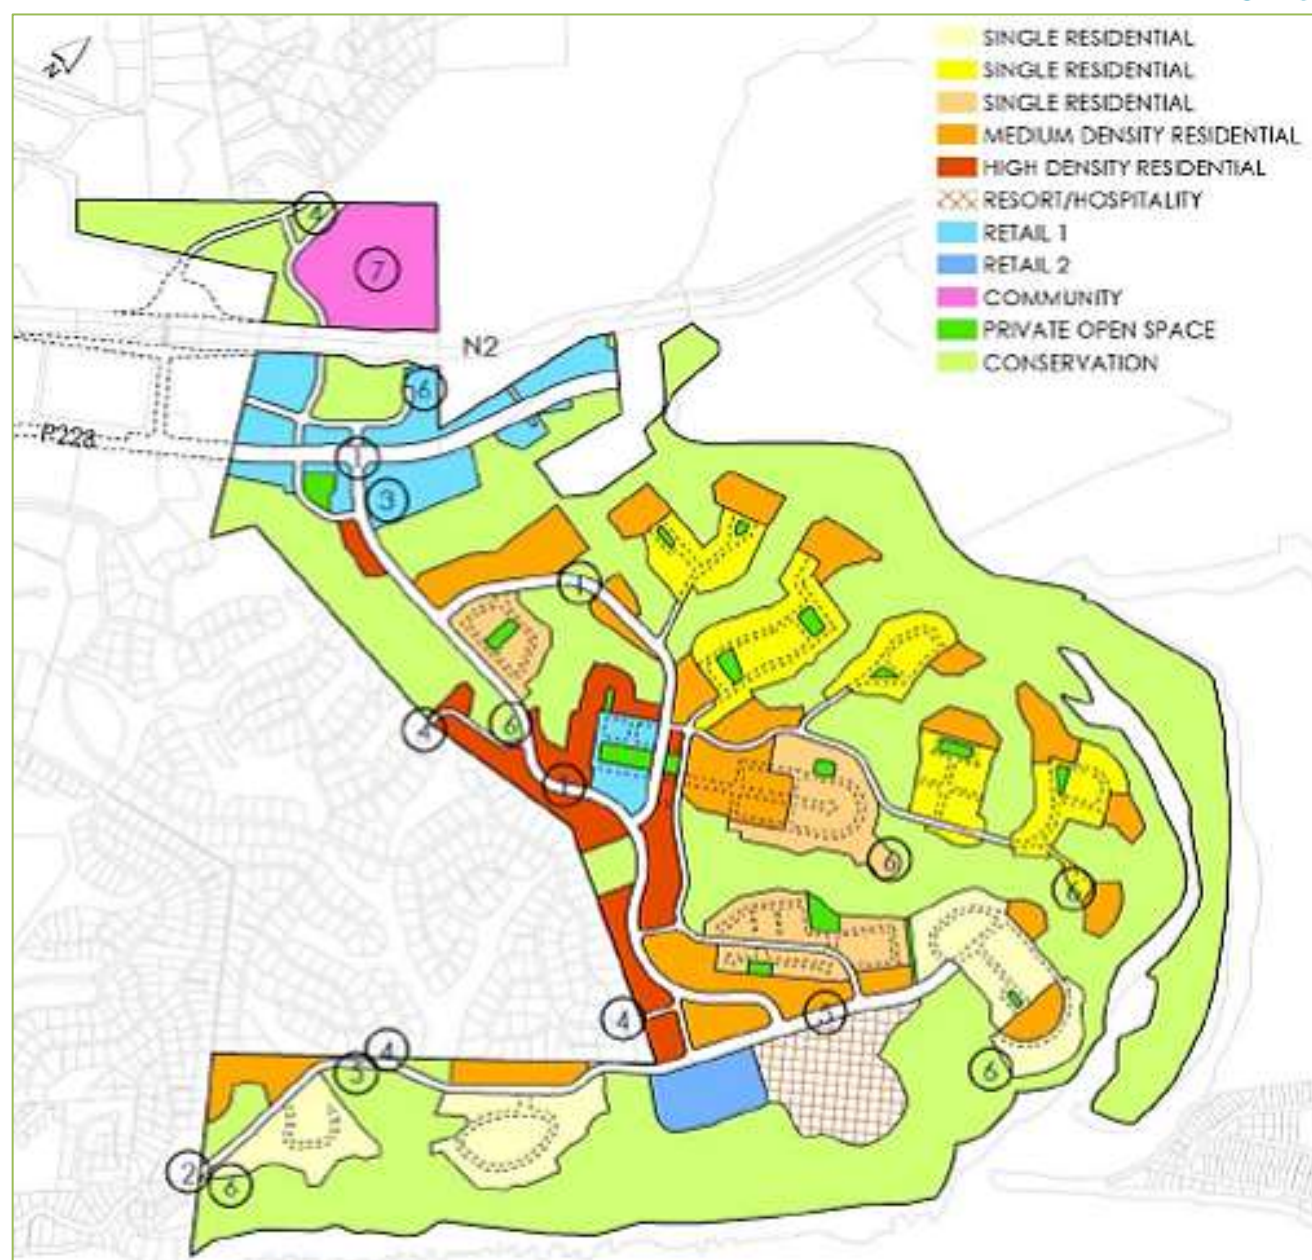 SINGLE RESIDENTIAL
SINGLE RESIDENTIAL
SINGLE RESIDENTIAL
MEDIUM DENSITY RESIDENTIAL
HIGH DENSITY RESIDENTIAL
RESORT/HOSPITALITY
RETAIL 1
RETAIL 2
COMMUNITY
PRIVATE OPEN SPACE
CONSERVATION
N
4
7
N2
6
P228
1
3
1
4
6
1
6
6
4
3
6
4
3
2
6